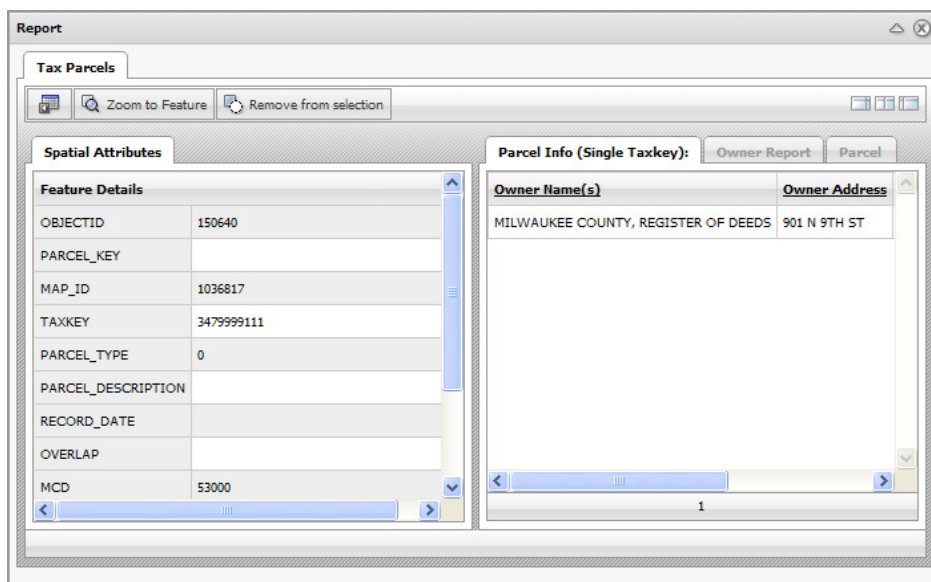 Report
Tax Parcels
Zoom to Feature Remove from selection
Spatial Attributes
Feature Details
OBJECTID 150640
PARCEL_KEY
MAP_ID 1036817
TAXKEY 3479999111
PARCEL_TYPE 0
PARCEL_DESCRIPTION
RECORD_DATE
OVERLAP
MCD 53000
Parcel Info (Single Taxkey): Owner Report Parcel
Owner Name(s) Owner Address
MILWAUKEE COUNTY, REGISTER OF DEEDS 901 N 9TH ST
1